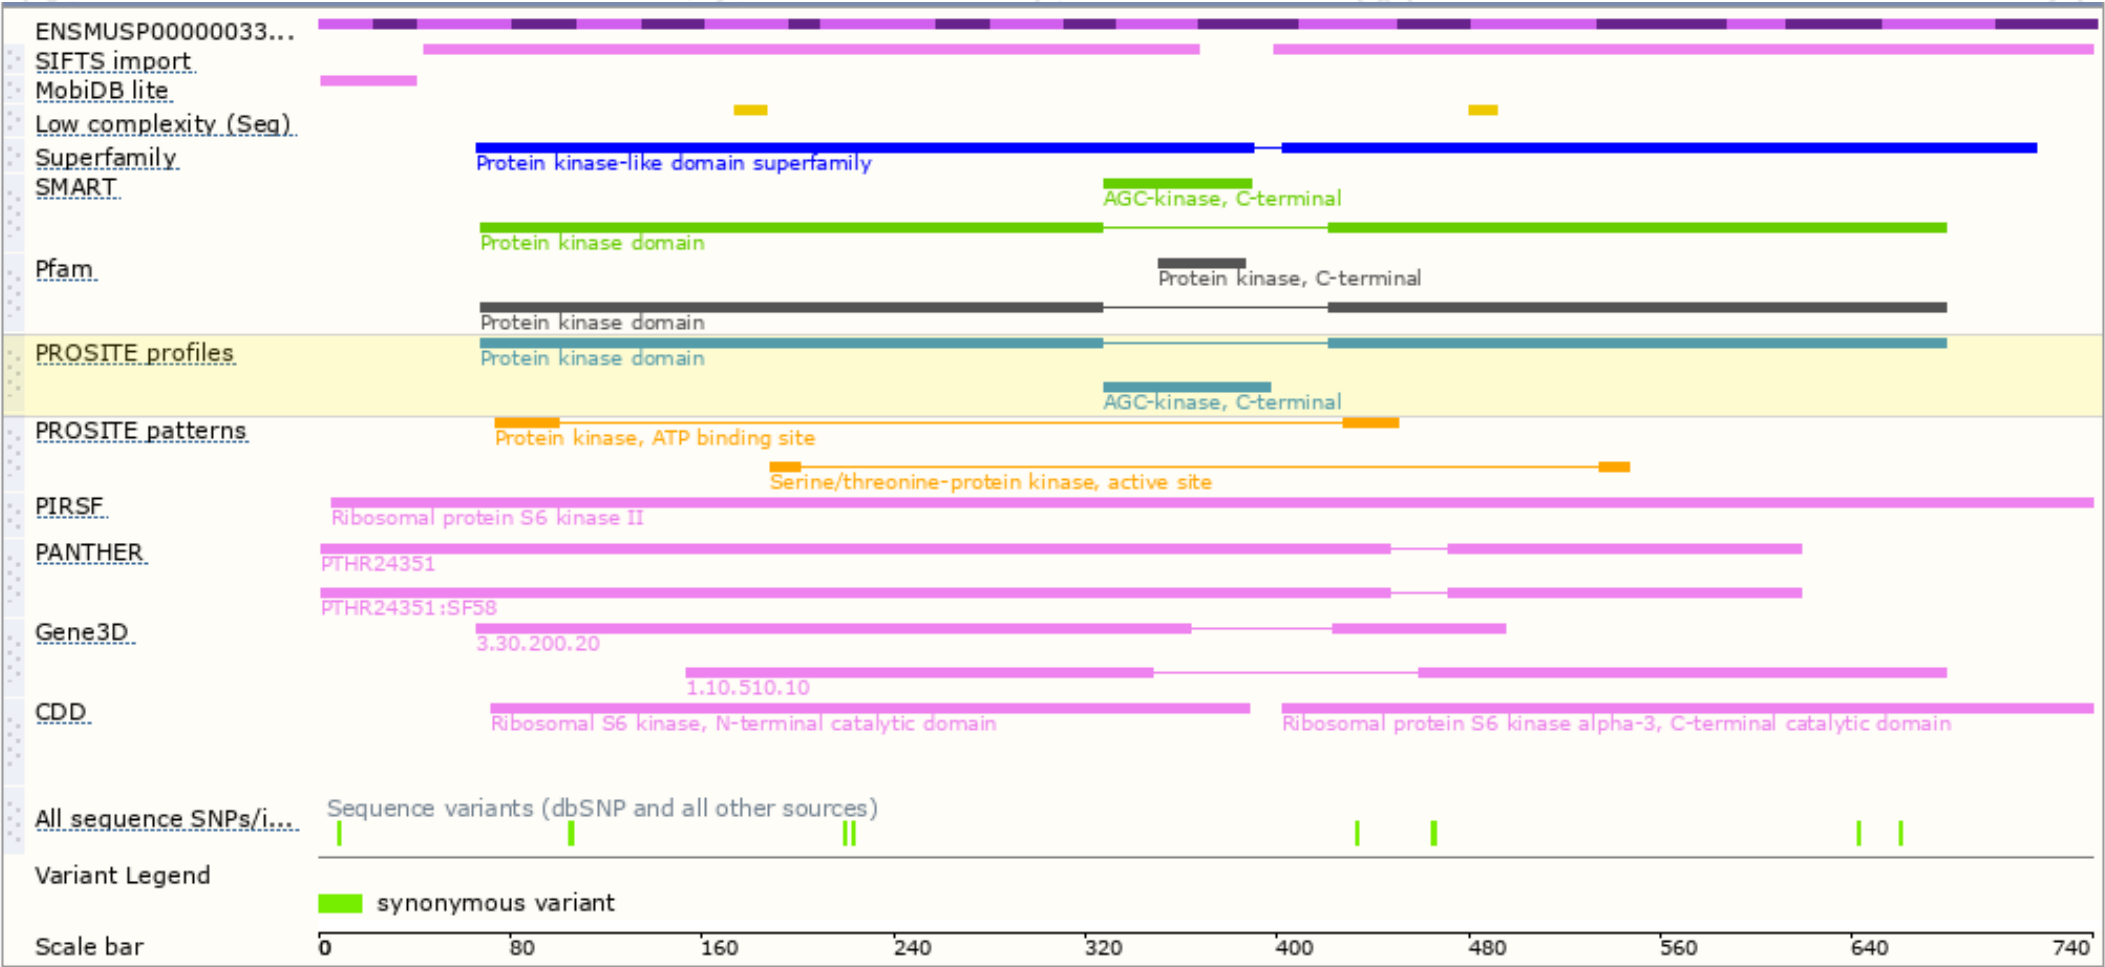 ENSMUSP00000033...
SIFTS import
MobiDB lite
Low complexity (Seg)
Superfamily
Protein kinase-like domain superfamily
SMART
AGC-kinase, C-terminal
Protein kinase domain
Pfam
Protein kinase, C-terminal
Protein kinase domain
PROSITE profiles
Protein kinase domain
AGC-kinase, C-terminal
PROSITE patterns
Protein kinase, ATP binding site
Serine/threonine-protein kinase, active site
PIRSF
Ribosomal protein S6 kinase II
PANTHER
PTHR24351
PTHR24351:SF58
Gene3D
3.30.200.20
1.10.510.10
CDD
Ribosomal S6 kinase, N-terminal catalytic domain Ribosomal protein S6 kinase alpha-3, C-terminal catalytic domain
Sequence variants (dbSNP and all other sources)
All sequence SNPs/i...
Variant Legend
synonymous variant
Scale bar 0 80 160 240 320 400 480 560 640 740